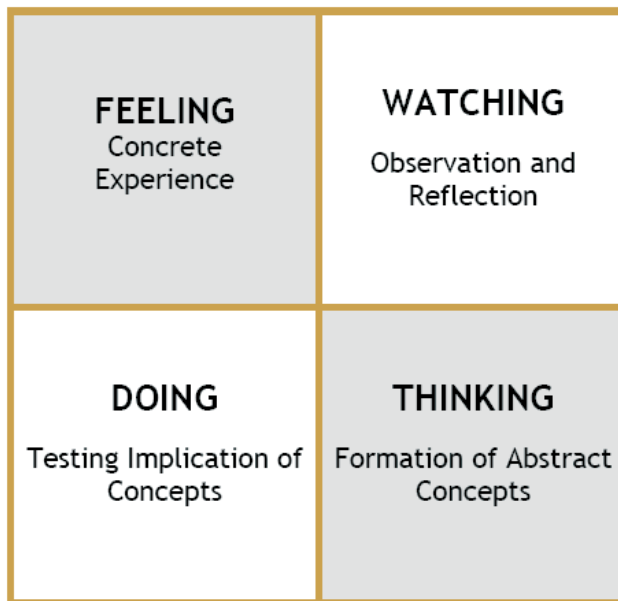 FEELING
Concrete
Experience
WATCHING
Observation and
Reflection
DOING
Testing Implication of
Concepts
THINKING
Formation of Abstract
Concepts